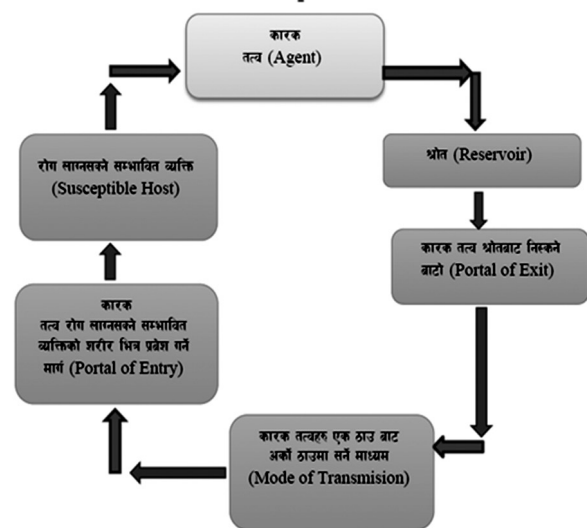 कारक
तत्व (Agent)
श्रोत (Reservoir)
कारक तत्व श्रोतबाट निस्कने
बाटो (Portal of Exit)
कारक तत्वहरु एक ठाउ बाट
अर्को ठाउमा सर्ने माध्यम
(Mode of Transmision)
कारक
तत्व रोग लाग्नसक्ने सम्भावित
व्यक्तिको शरीर भित्र प्रवेश गर्ने
मार्ग (Portal of Entry)
रोग लाग्नसक्ने सम्भावित व्यक्ति
(Susceptible Host)